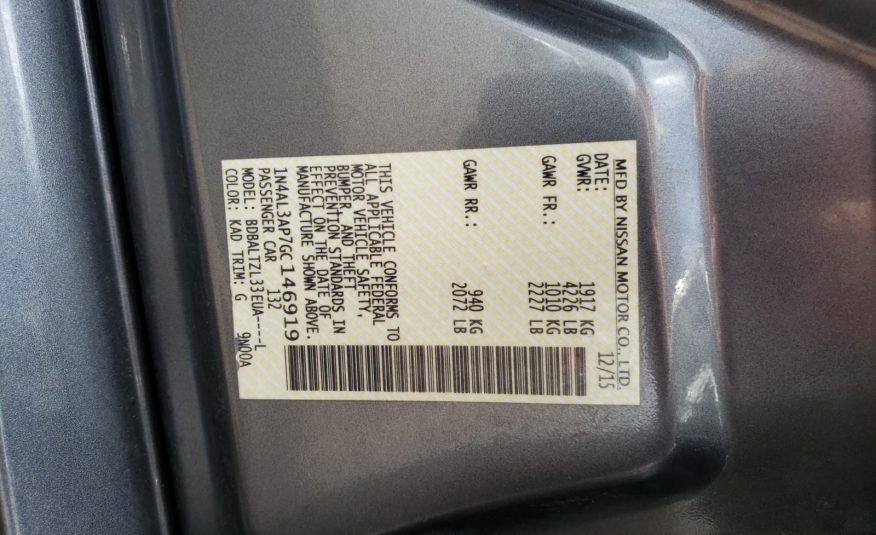 MFD BY NISSAN MOTOR CO., LTD.
DATE: 12/15
GVWR: 1917 KG
4226 LB
GAWR FR.: 1010 KG
2227 LB
GAWR RR.: 940 KG
2072 LB
THIS VEHICLE CONFORMS TO
ALL APPLICABLE FEDERAL
MOTOR VEHICLE SAFETY,
BUMPER, AND THEFT
PREVENTION STANDARDS IN
EFFECT ON THE DATE OF
MANUFACTURE SHOWN ABOVE.
1N4AL3AP7GC146919
PASSENGER CAR 132
MODEL: BDBALTZL33EUA----L
COLOR: KAD TRIM: G 9N00A